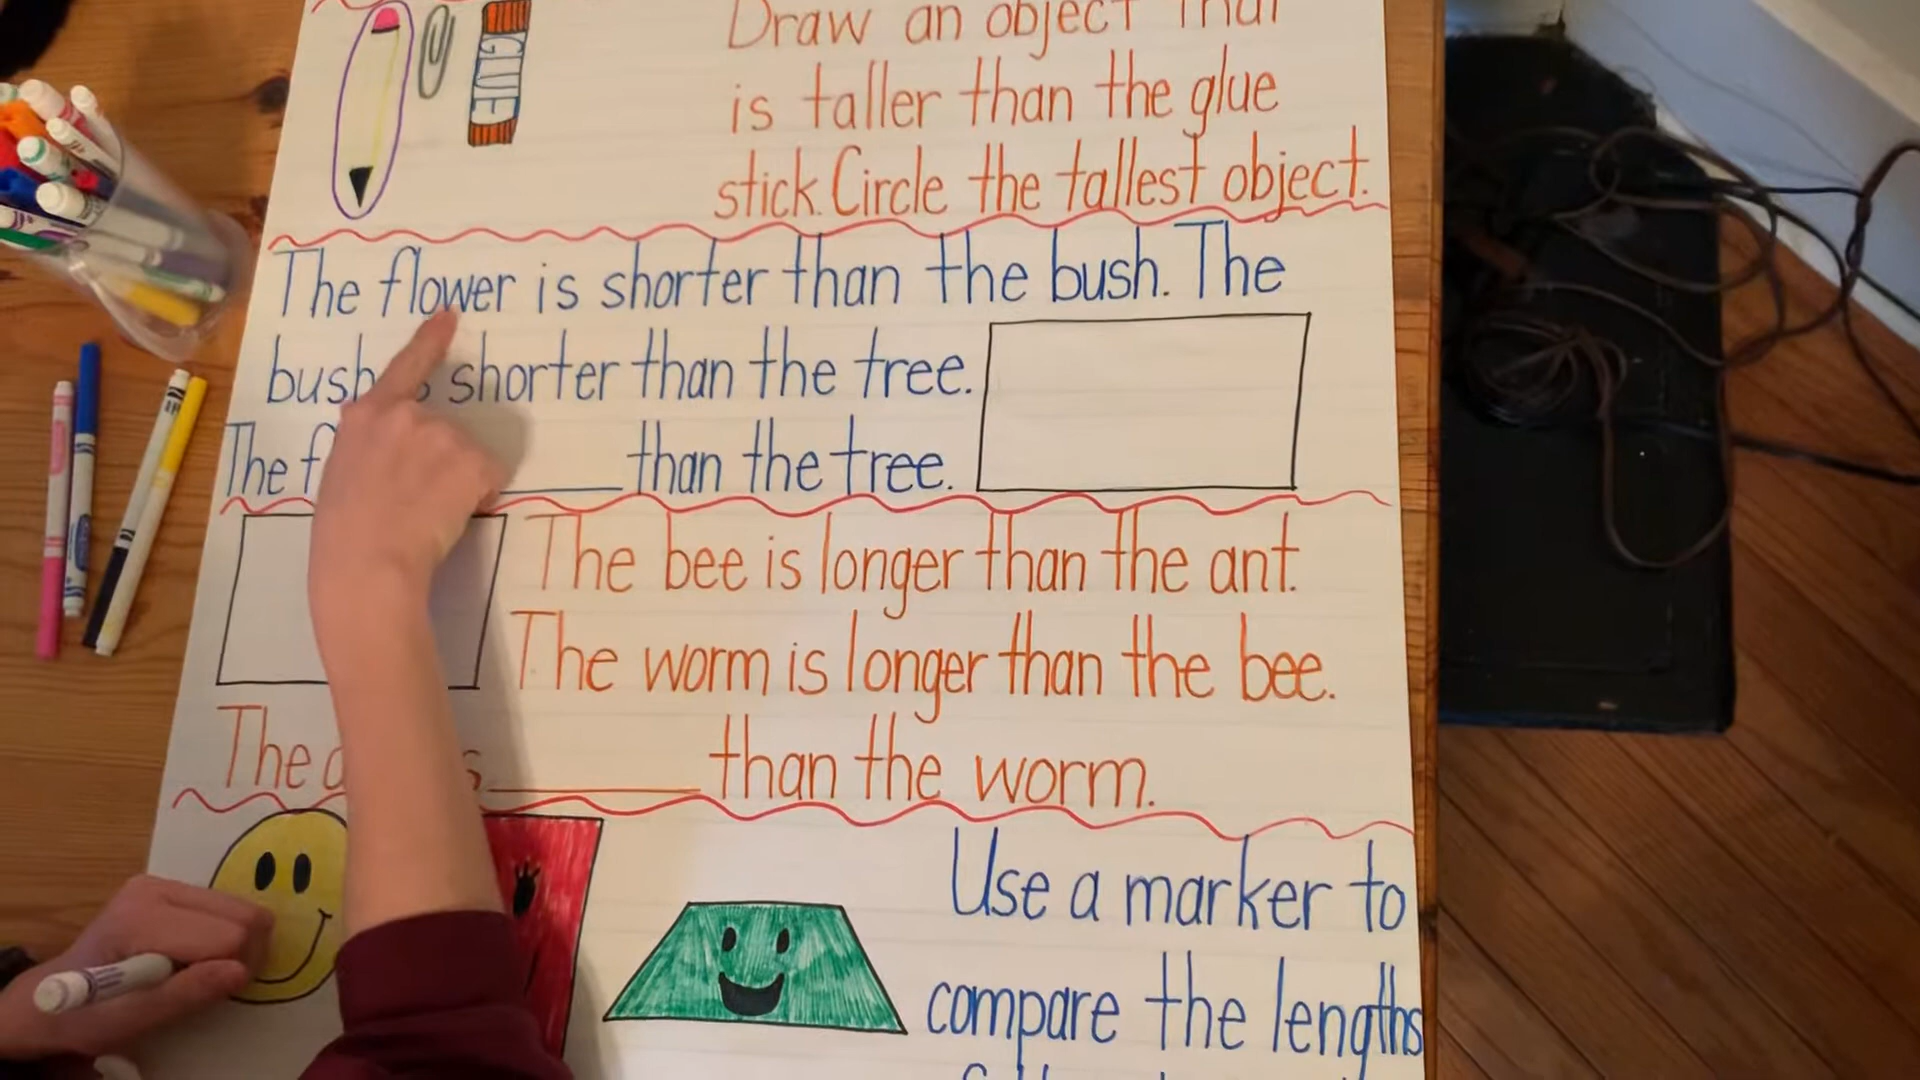 GLUE
Draw an object that
is taller than the glue
stick. Circle the tallest object.
The flower is shorter than the bush. The
bush shorter than the tree.
The than the tree.
The bee is longer than the ant.
The worm is longer than the bee.
The than the worm.
Use a marker to
compare the lengths